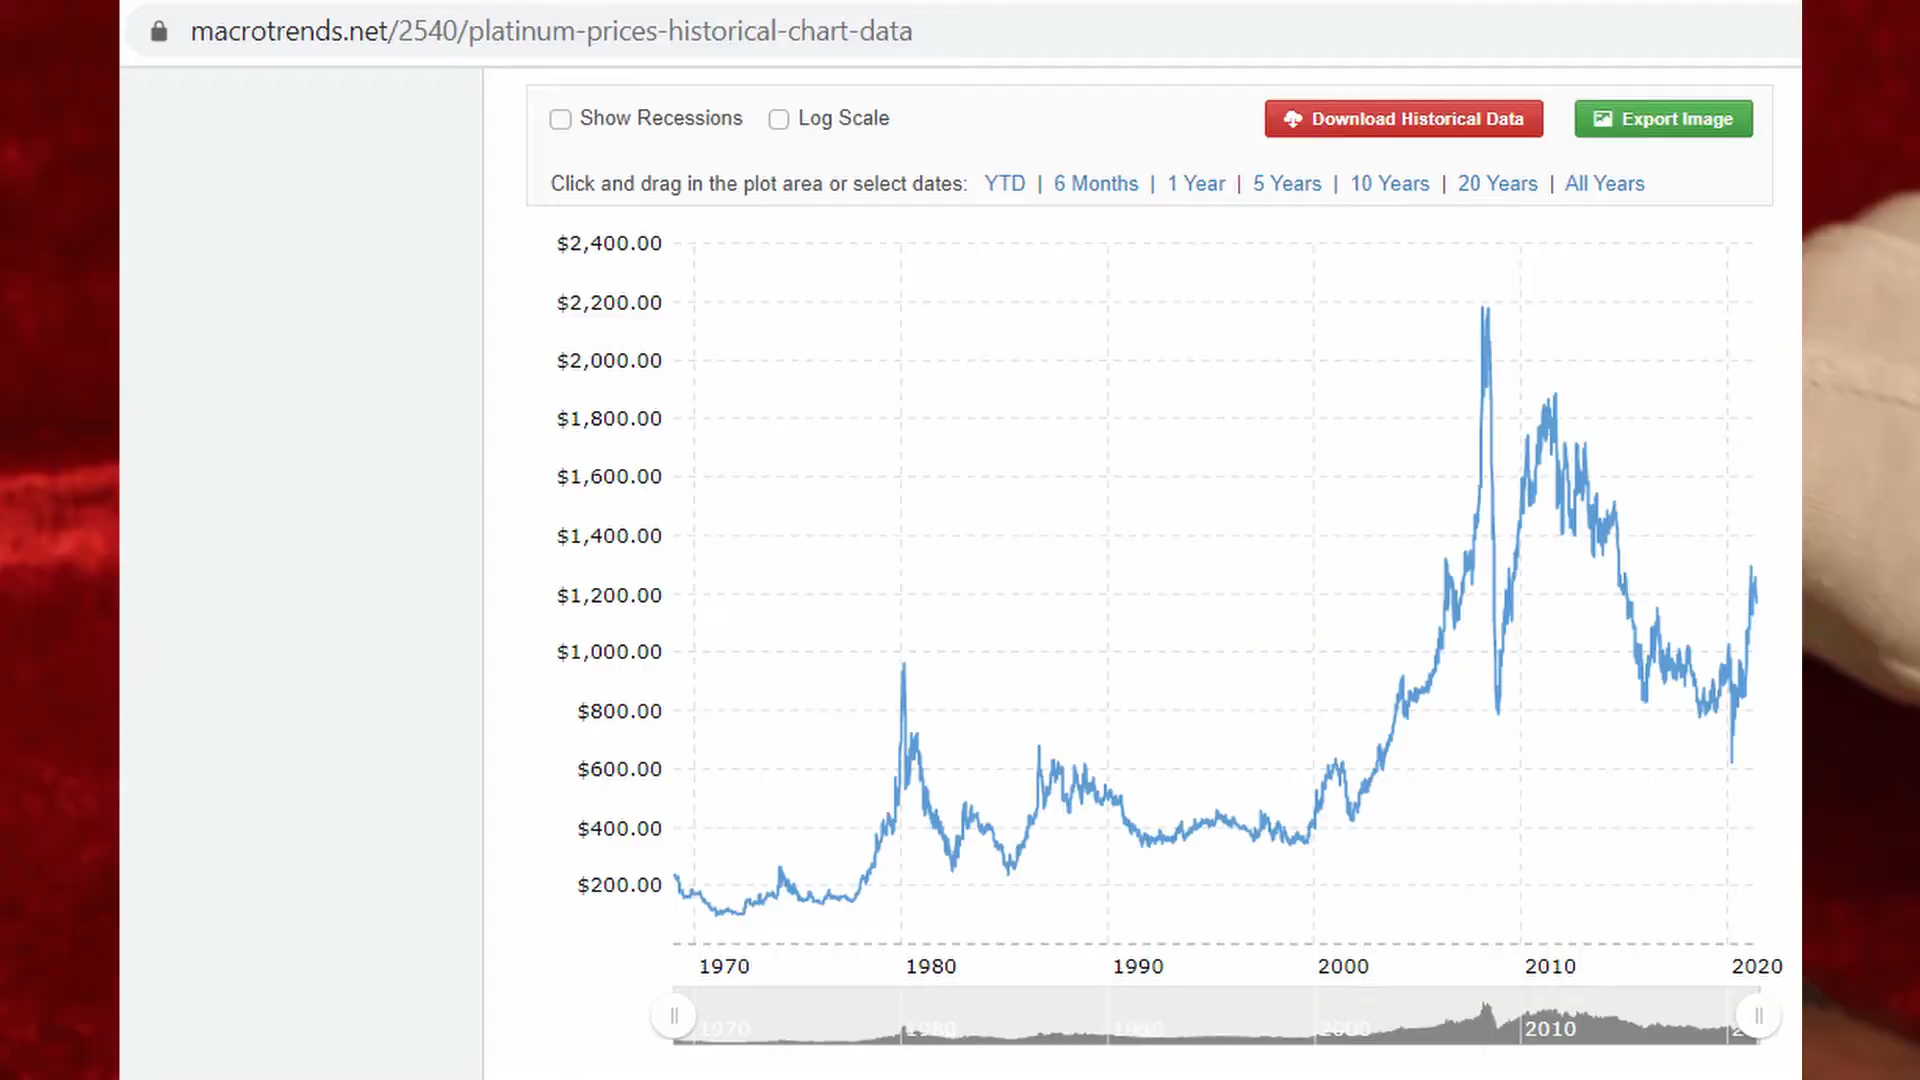 macrotrends.net/2540/platinum-prices-historical-chart-data
Show Recessions Log Scale Download Historical Data Export Image
Click and drag in the plot area or select dates: YTD | 6 Months | 1 Year | 5 Years | 10 Years | 20 Years | All Years
$2,400.00
$2,200.00
$2,000.00
$1,800.00
$1,600.00
$1,400.00
$1,200.00
$1,000.00
$800.00
$600.00
$400.00
$200.00
1970 1980 1990 2000 2010 2020
1970 1980 1990 2000 2010